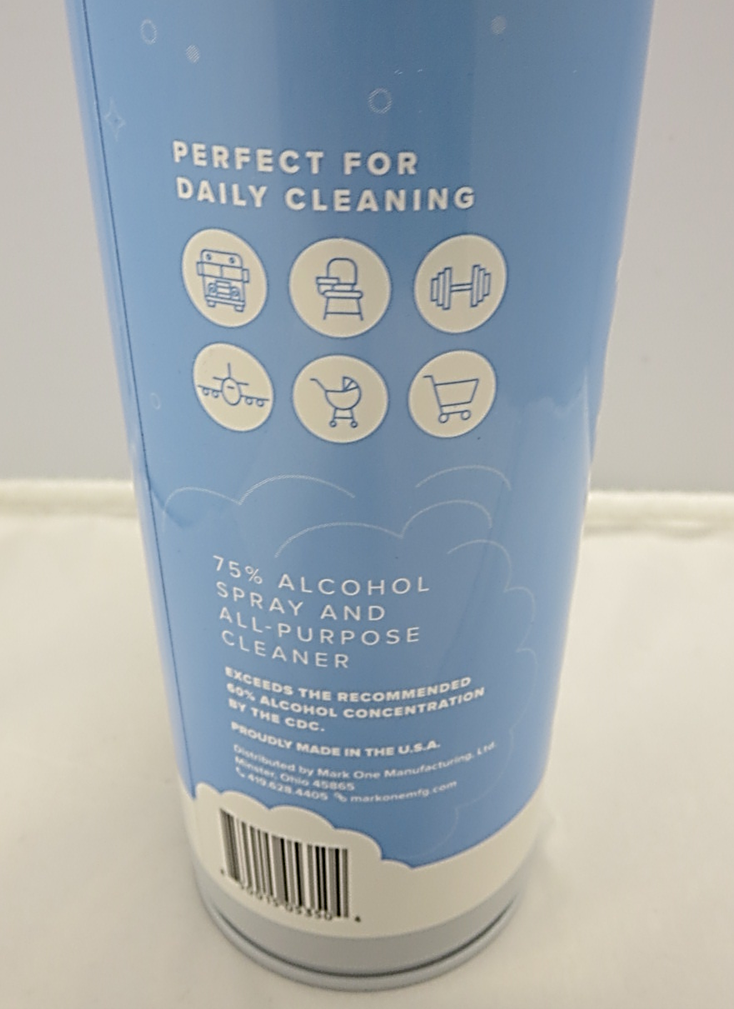 PERFECT FOR
DAILY CLEANING
75% ALCOHOL
SPRAY AND
ALL-PURPOSE
CLEANER
EXCEEDS THE RECOMMENDED
60% ALCOHOL CONCENTRATION
BY THE CDC.
PROUDLY MADE IN THE U.S.A.
Distributed by Mark One Manufacturing, Ltd.
Minster, Ohio 45865
419.628.4405 markonemfg.com